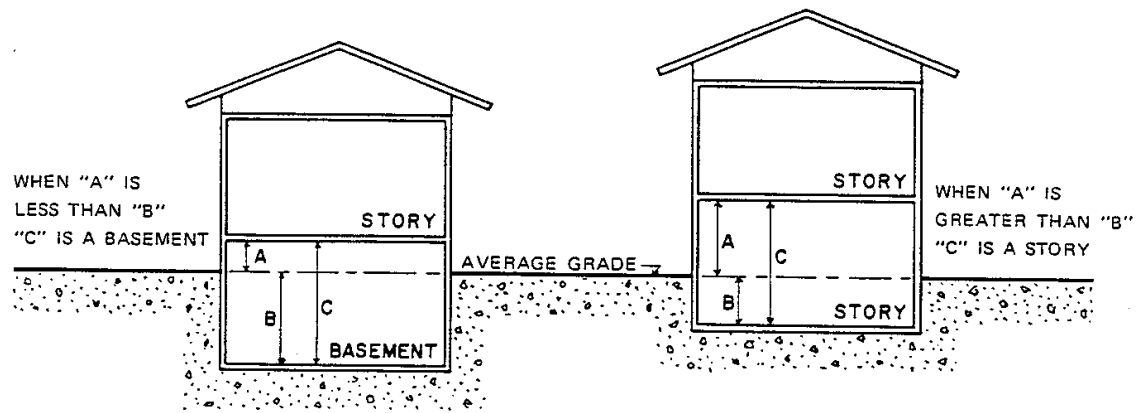 WHEN "A" IS
LESS THAN "B"
"C" IS A BASEMENT
STORY
A
B
C
BASEMENT
AVERAGE GRADE
STORY
A
C
B
STORY
WHEN "A" IS
GREATER THAN "B"
"C" IS A STORY